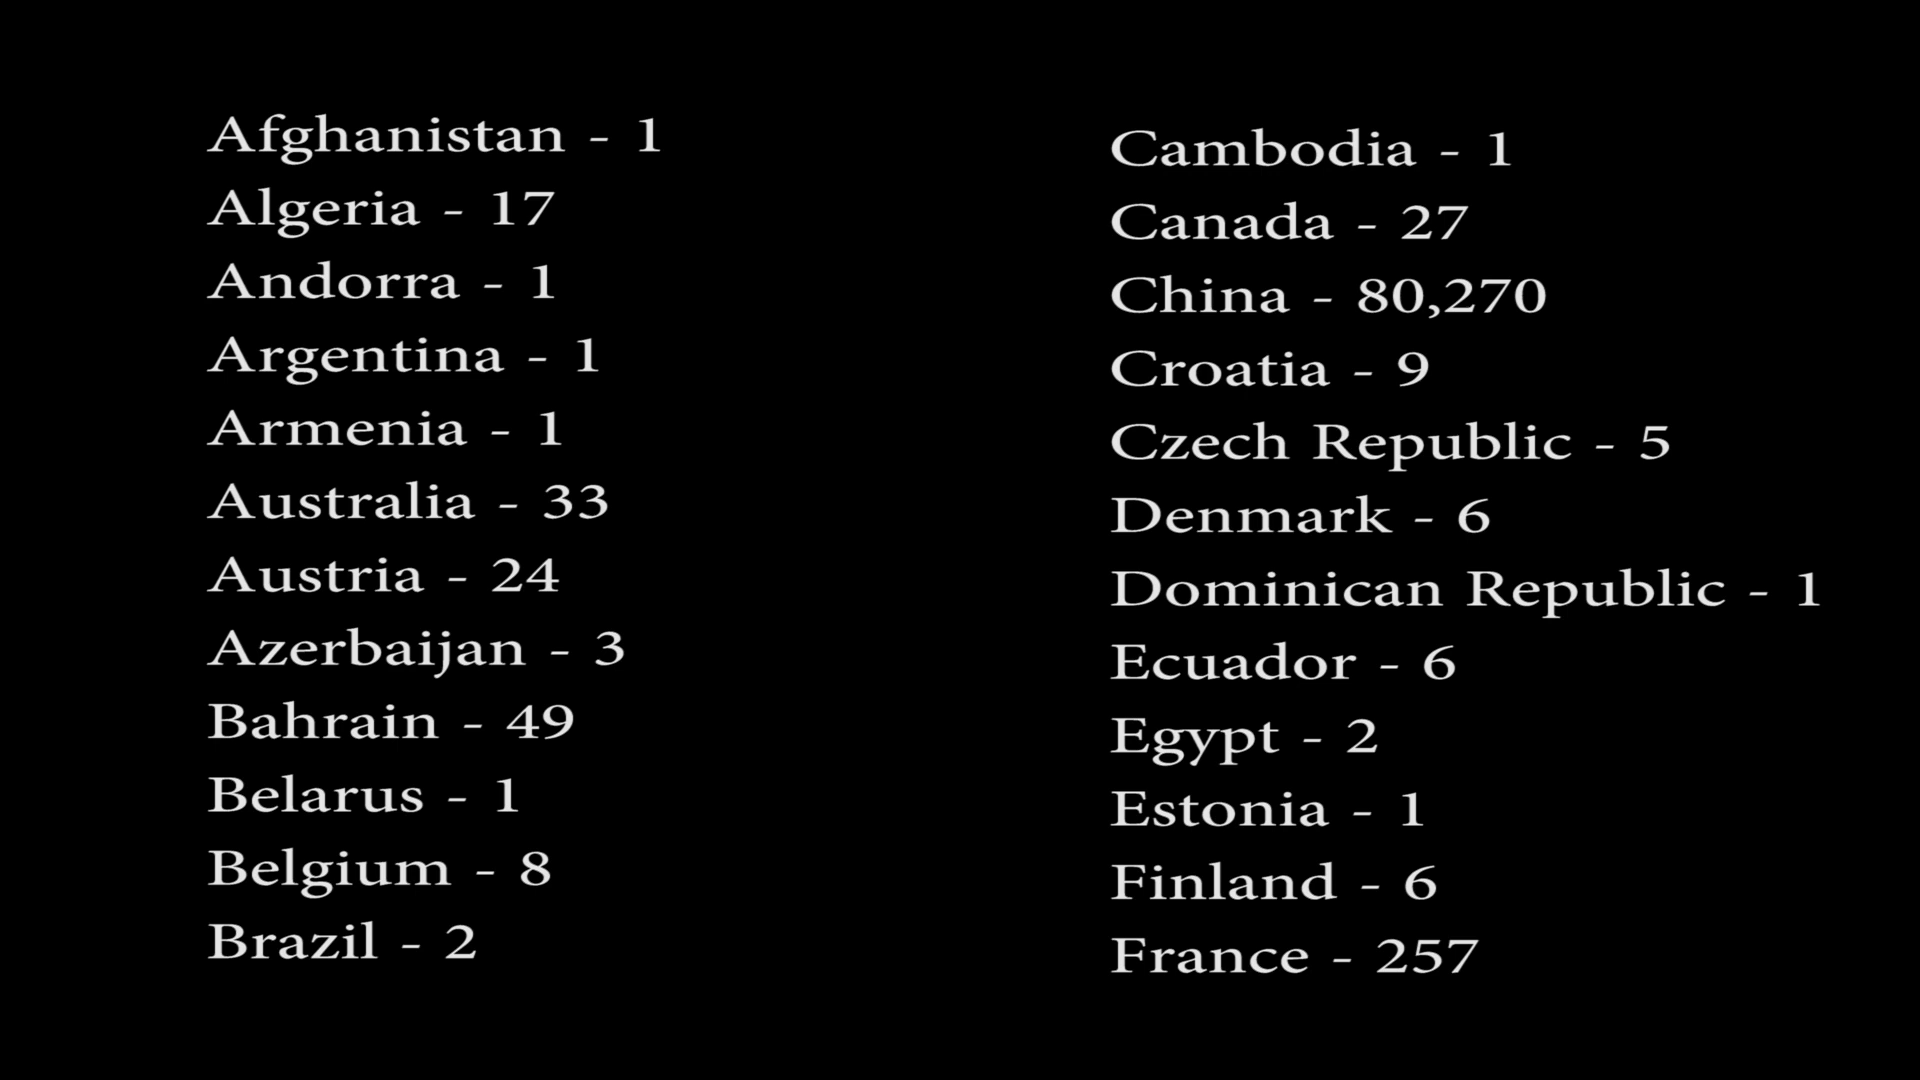 Afghanistan - 1
Algeria - 17
Andorra - 1
Argentina - 1
Armenia - 1
Australia - 33
Austria - 24
Azerbaijan - 3
Bahrain - 49
Belarus - 1
Belgium - 8
Brazil - 2
Cambodia - 1
Canada - 27
China - 80,270
Croatia - 9
Czech Republic - 5
Denmark - 6
Dominican Republic - 1
Ecuador - 6
Egypt - 2
Estonia - 1
Finland - 6
France - 257